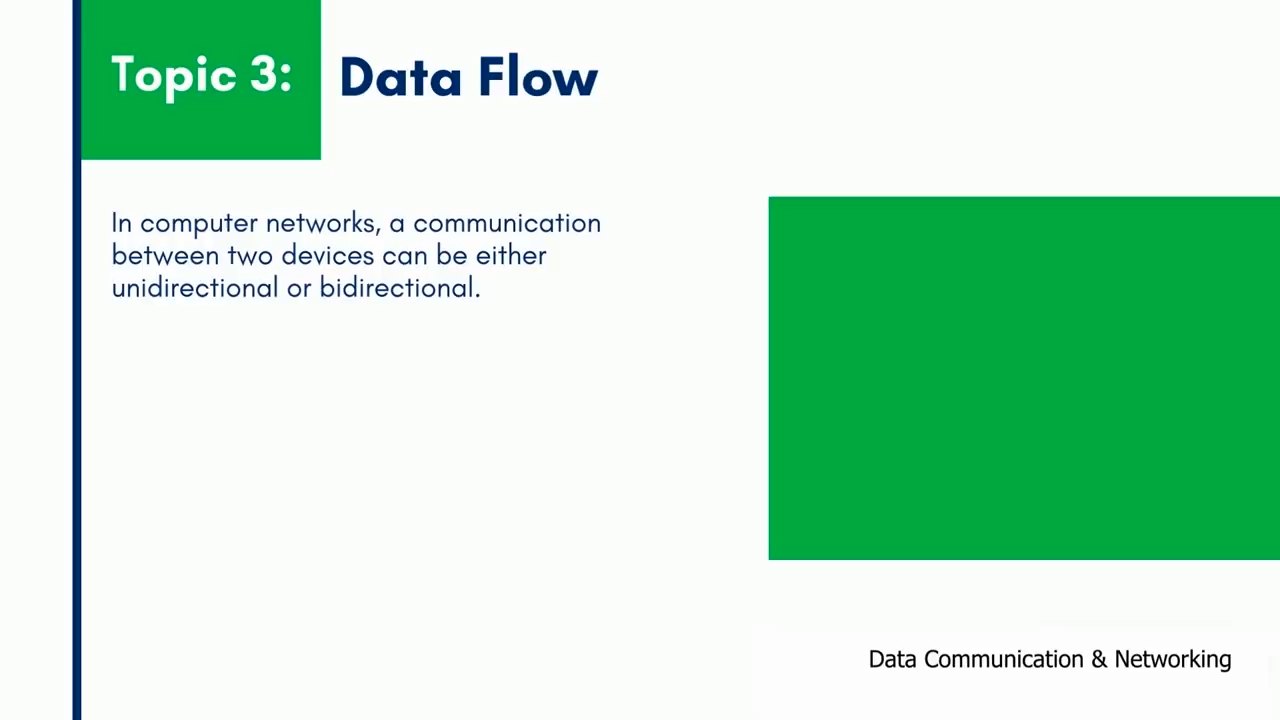 Topic 3: Data Flow
In computer networks, a communication
between two devices can be either
unidirectional or bidirectional.
Data Communication & Networking